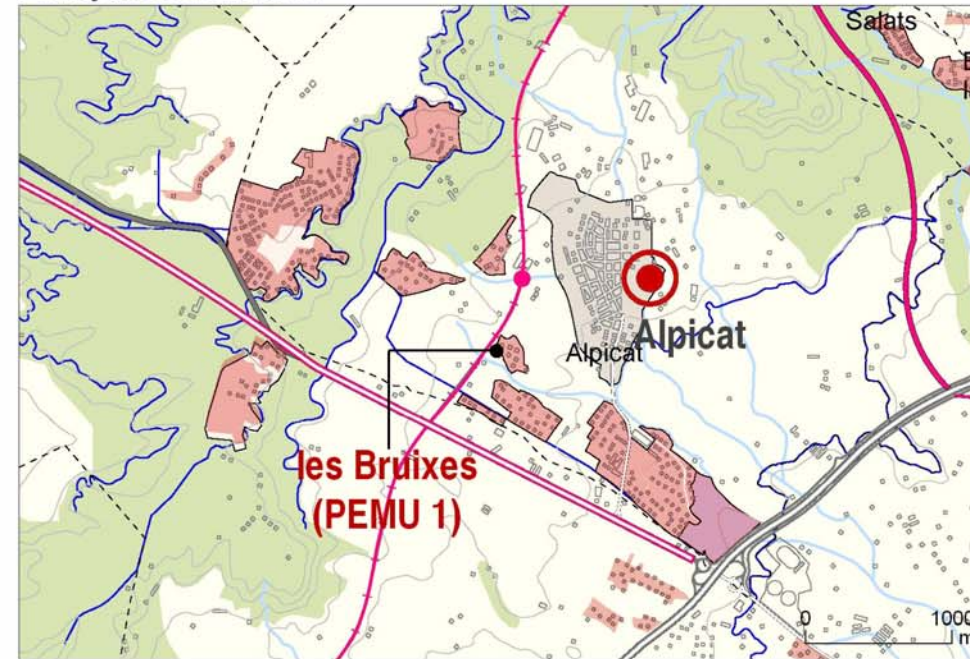 Salats
Alpicat
Alpicat
les Bruixes
(PEMU 1)
0
1000
m